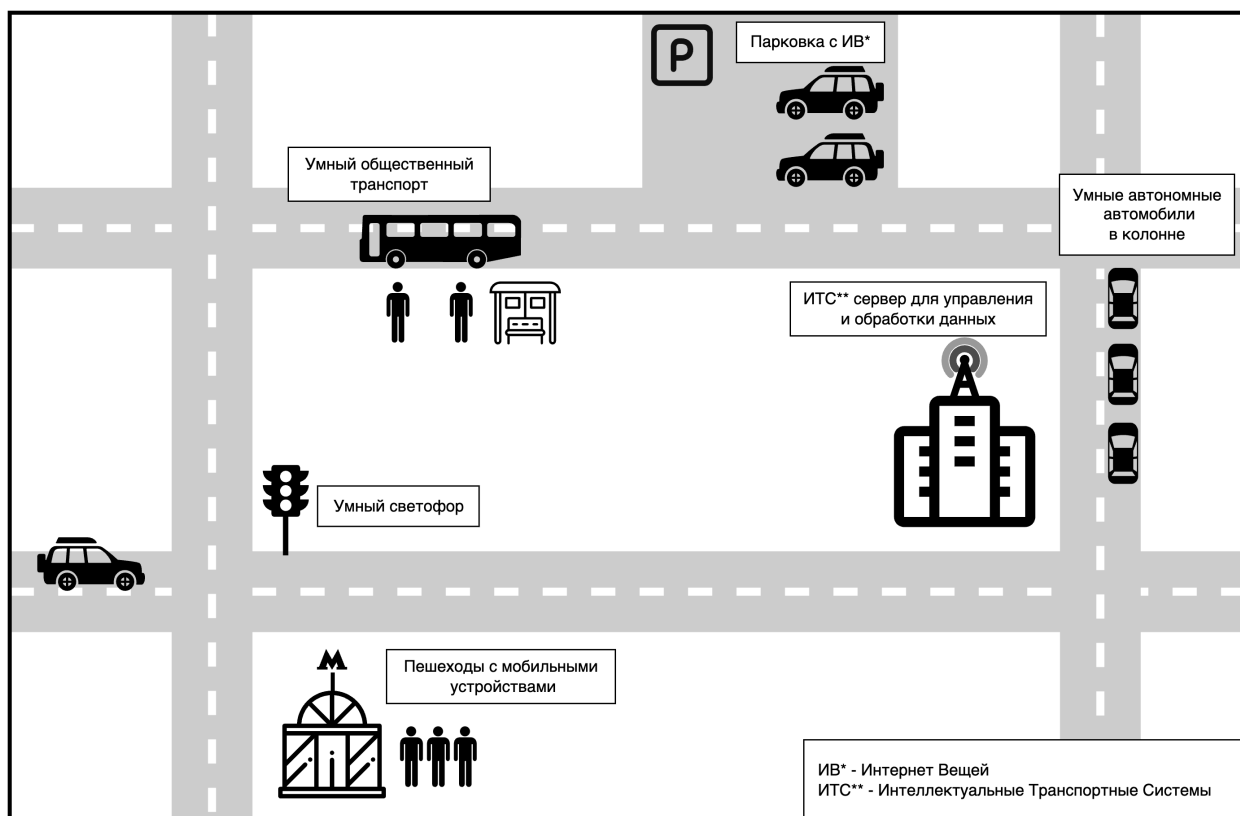 P
Парковка с ИВ*
Умный общественный
транспорт
Умные автономные
автомобили
в колонне
ИТС** сервер для управления
и обработки данных
Умный светофор
М
Пешеходы с мобильными
устройствами
ИВ* - Интернет Вещей
ИТС** - Интеллектуальные Транспортные Системы